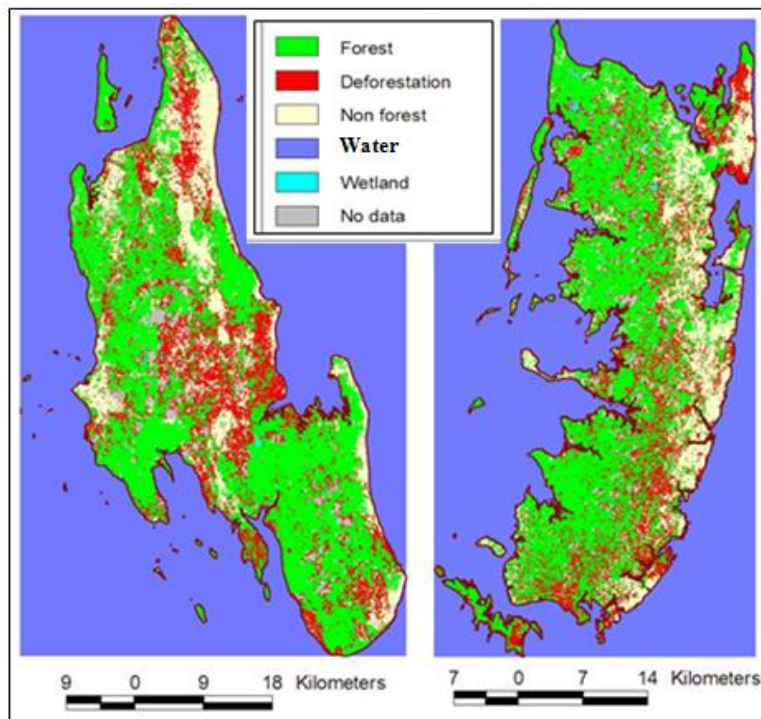 Forest
Deforestation
Non forest
Water
Wetland
No data
9 0 9 18 Kilometers
7 0 7 14 Kilometers